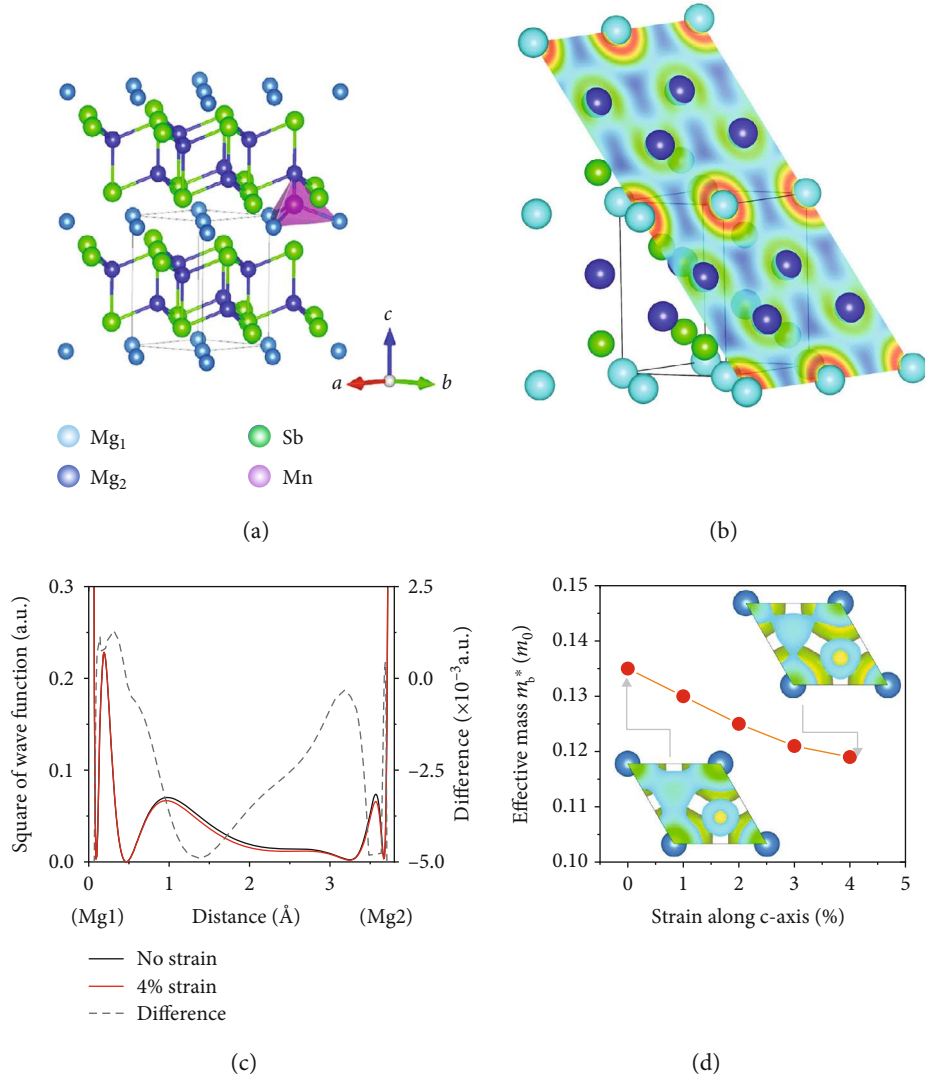 a
c
b
Mg1
Sb
Mg2
Mn
(a)
(b)
Square of wave function (a.u.)
0.3
0.2
0.1
0.0
2.5
0.0
−2.5
−5.0
Difference (×10−3 a.u.)
0
1
2
3
(Mg1)
Distance (Å)
(Mg2)
No strain
4% strain
Difference
(c)
Effective mass mb* (m0)
0.15
0.14
0.13
0.12
0.11
0.10
0
1
2
3
4
5
Strain along c-axis (%)
(d)